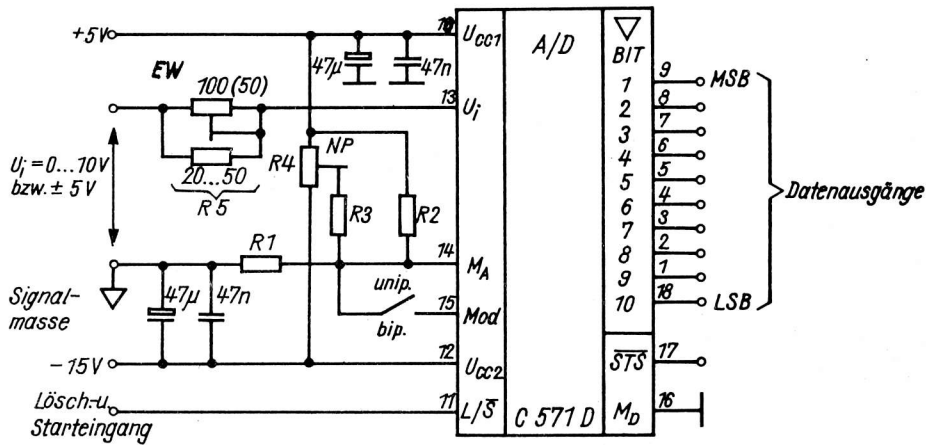 +5V
EW
100 (50)
20...50
R5
Uᵢ=0...10V
bzw. ± 5 V
47µ
47n
10
U_CC1
13
Uᵢ
R4
NP
R3
R2
R1
14
M_A
unip.
bip.
15
Mod
Signal-
masse
47µ
47n
-15V
12
U_CC2
Lösch-u.
Starteingang
11
L/S̅
A/D
C 571 D
▽
BIT
1
2
3
4
5
6
7
8
9
10
S̅T̅S̅
M_D
9
8
7
6
5
4
3
2
1
18
17
16
MSB
LSB
Datenausgänge